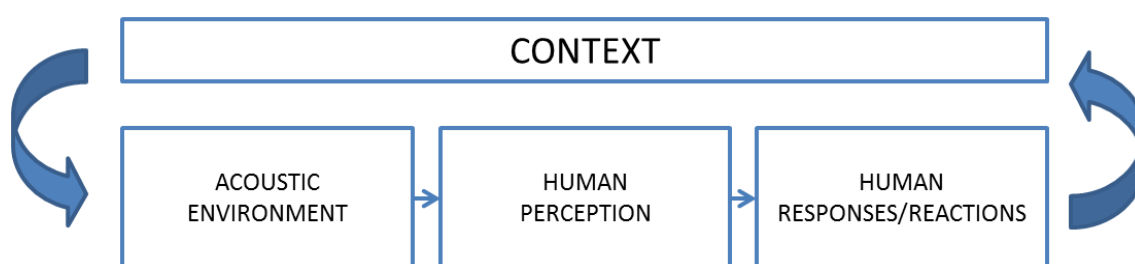 CONTEXT
ACOUSTIC
ENVIRONMENT
HUMAN
PERCEPTION
HUMAN
RESPONSES/REACTIONS